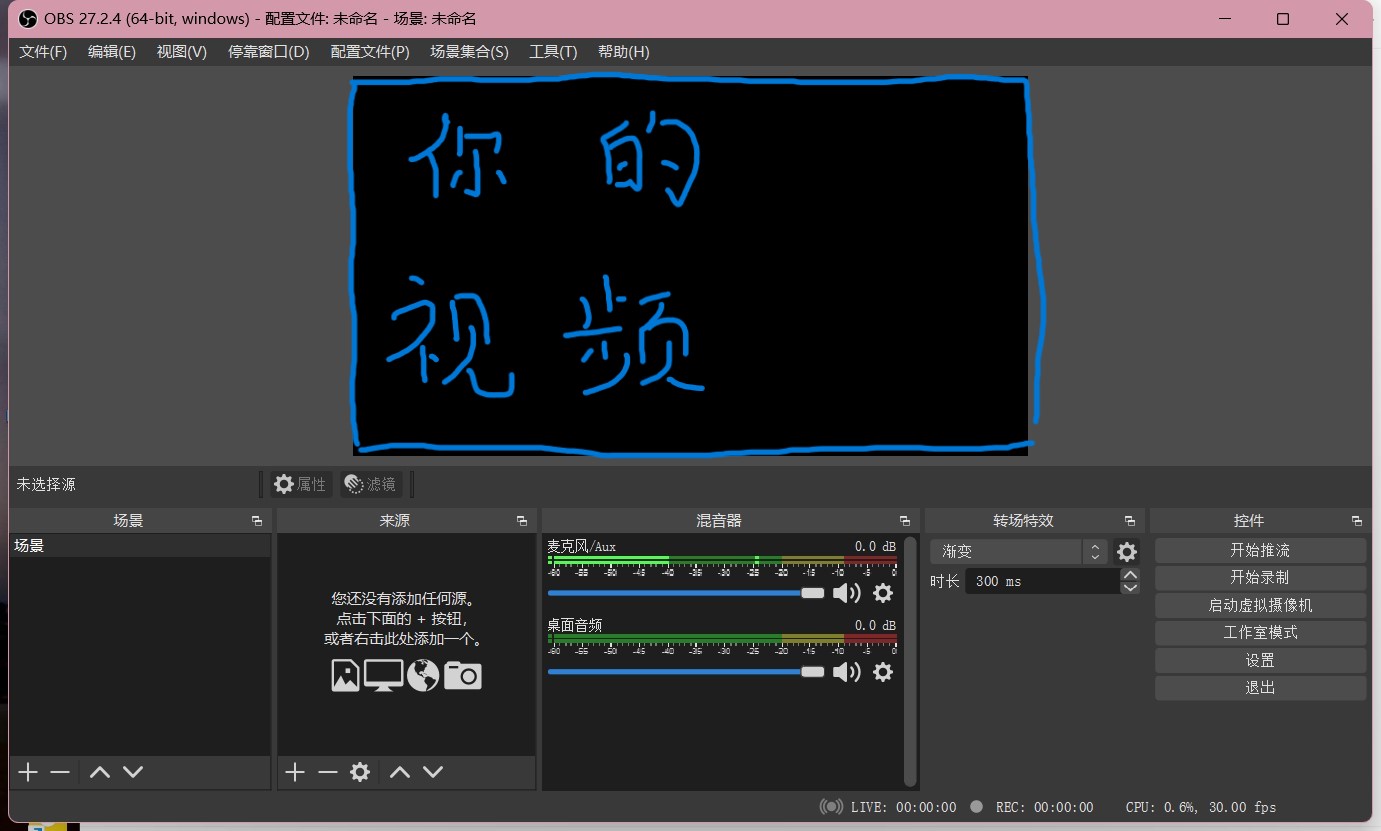 OBS 27.2.4 (64-bit, windows) - 配置文件: 未命名 - 场景: 未命名
文件(F) 编辑(E) 视图(V) 停靠窗口(D) 配置文件(P) 场景集合(S) 工具(T) 帮助(H)
你的
视频
未选择源 属性 滤镜
场景 来源 混音器 转场特效 控件
场景
您还没有添加任何源。
点击下面的 + 按钮,
或者右击此处添加一个。
麦克风/Aux 0.0 dB
-60 -55 -50 -45 -40 -35 -30 -25 -20 -15 -10 -5 0
桌面音频 0.0 dB
-60 -55 -50 -45 -40 -35 -30 -25 -20 -15 -10 -5 0
渐变
时长 300 ms
开始推流
开始录制
启动虚拟摄像机
工作室模式
设置
退出
LIVE: 00:00:00 REC: 00:00:00 CPU: 0.6%, 30.00 fps